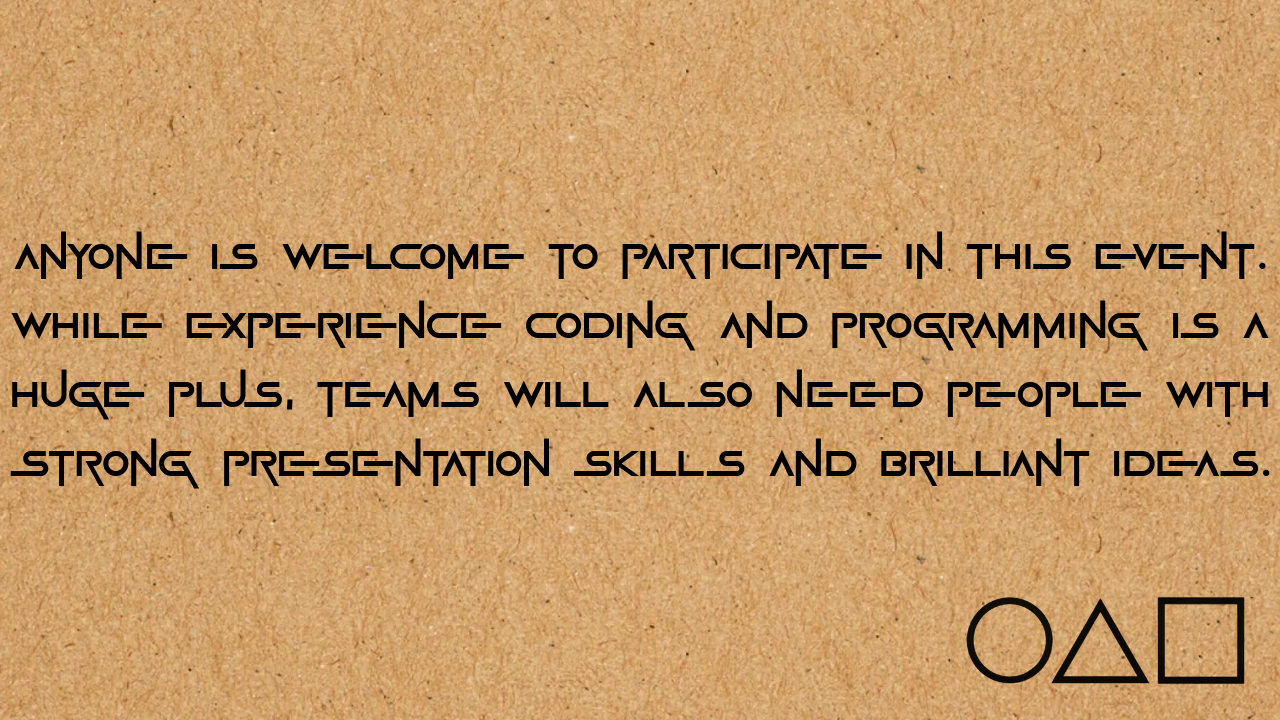 ANYONE IS WELCOME TO PARTICIPATE IN THIS EVENT.
WHILE EXPERIENCE CODING AND PROGRAMMING IS A
HUGE PLUS, TEAMS WILL ALSO NEED PEOPLE WITH
STRONG PRESENTATION SKILLS AND BRILLIANT IDEAS.